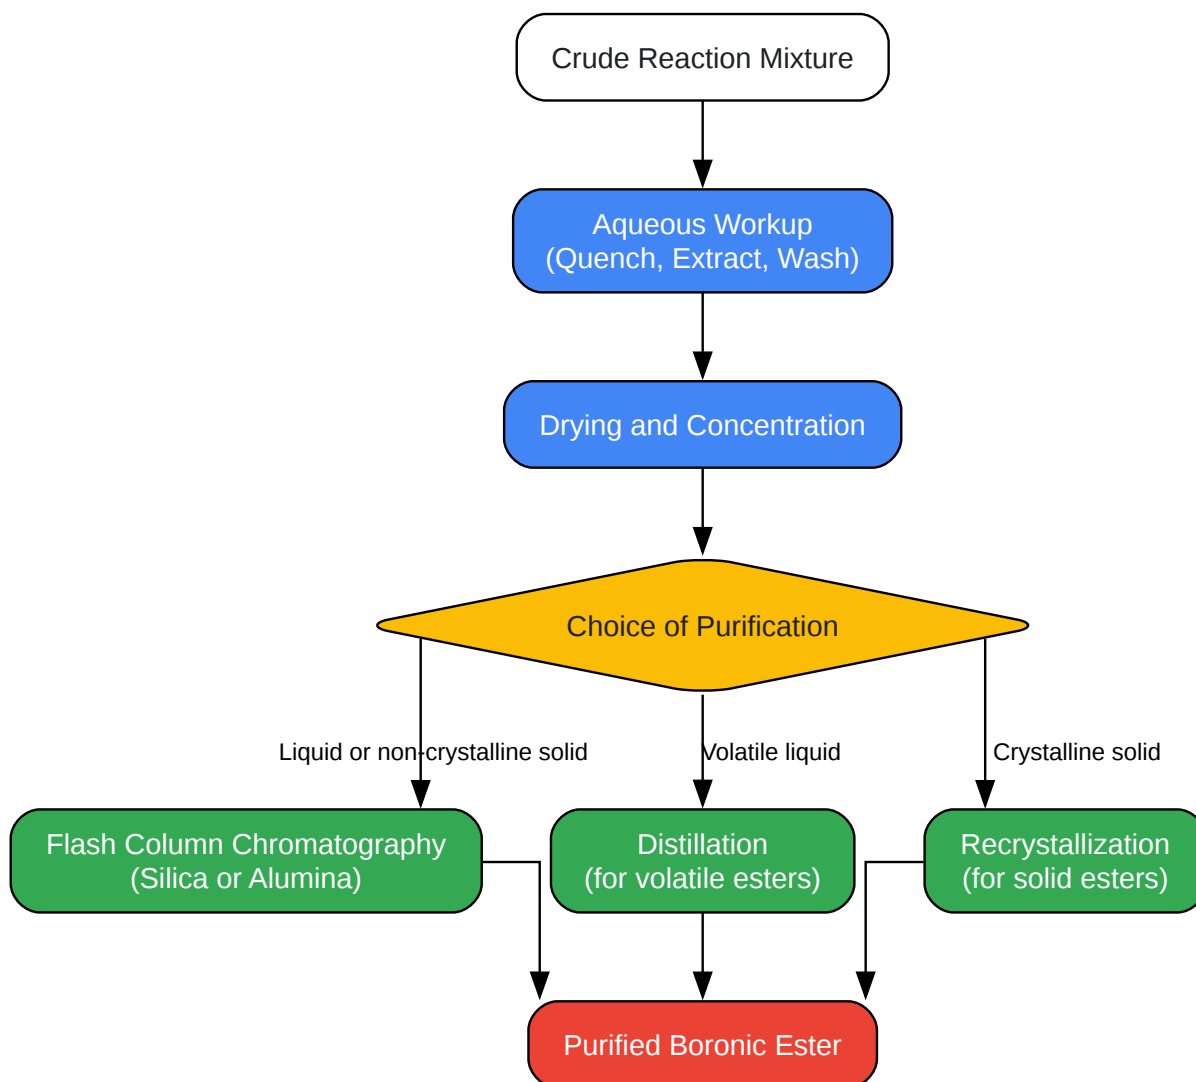 Crude Reaction Mixture
Aqueous Workup
(Quench, Extract, Wash)
Drying and Concentration
Choice of Purification
Liquid or non-crystalline solid
Volatile liquid
Crystalline solid
Flash Column Chromatography
(Silica or Alumina)
Distillation
(for volatile esters)
Recrystallization
(for solid esters)
Purified Boronic Ester